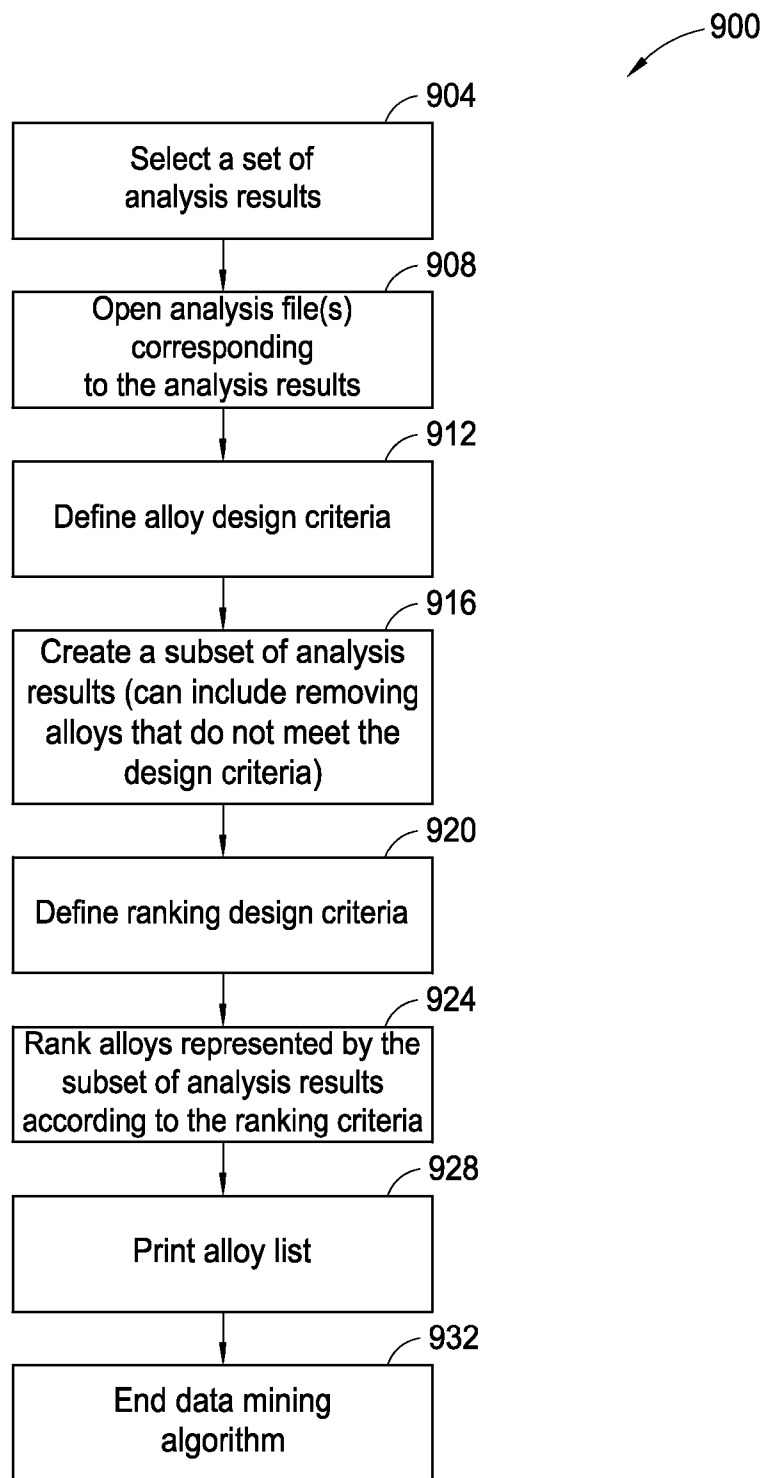 900
904
Select a set of
analysis results
908
Open analysis file(s)
corresponding
to the analysis results
912
Define alloy design criteria
916
Create a subset of analysis
results (can include removing
alloys that do not meet the
design criteria)
920
Define ranking design criteria
924
Rank alloys represented by the
subset of analysis results
according to the ranking criteria
928
Print alloy list
932
End data mining
algorithm